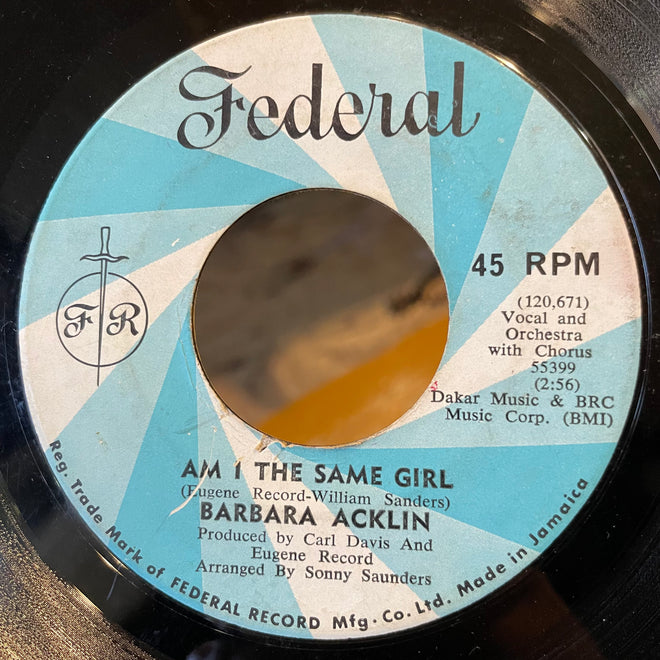 Federal
F R
45 RPM
(120,671)
Vocal and
Orchestra
with Chorus
55399
(2:56)
Dakar Music & BRC
Music Corp. (BMI)
AM I THE SAME GIRL
(Eugene Record-William Sanders)
BARBARA ACKLIN
Produced by Carl Davis And
Eugene Record
Arranged By Sonny Saunders
Reg. Trade Mark of FEDERAL RECORD Mfg. Co. Ltd. Made in Jamaica